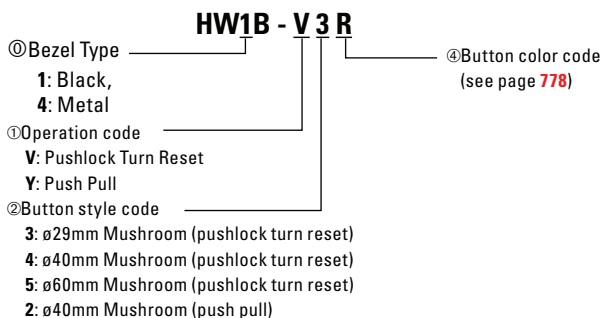 HW1B - V 3 R
⓪Bezel Type
1: Black,
4: Metal
④Button color code
(see page 778)
①Operation code
V: Pushlock Turn Reset
Y: Push Pull
②Button style code
3: ø29mm Mushroom (pushlock turn reset)
4: ø40mm Mushroom (pushlock turn reset)
5: ø60mm Mushroom (pushlock turn reset)
2: ø40mm Mushroom (push pull)